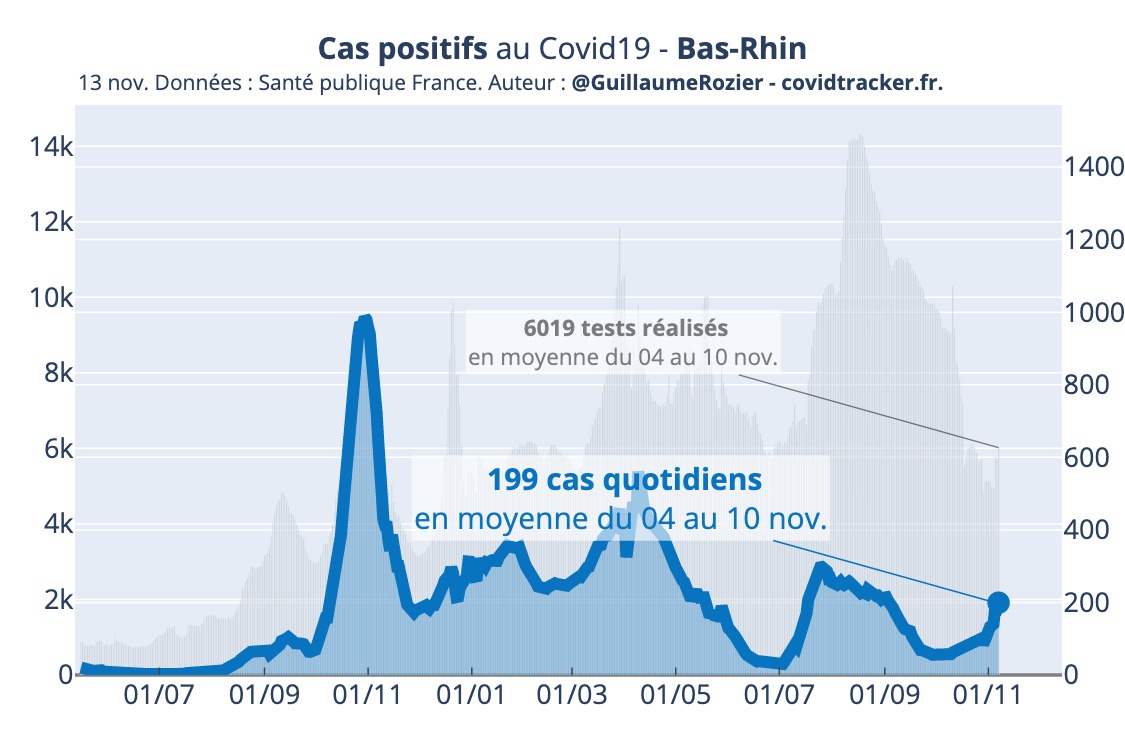 Cas positifs au Covid19 - Bas-Rhin
13 nov. Données : Santé publique France. Auteur : @GuillaumeRozier - covidtracker.fr.
14k
12k
10k
8k
6k
4k
2k
0
1400
1200
1000
800
600
400
200
0
6019 tests réalisés
en moyenne du 04 au 10 nov.
199 cas quotidiens
en moyenne du 04 au 10 nov.
01/07 01/09 01/11 01/01 01/03 01/05 01/07 01/09 01/11